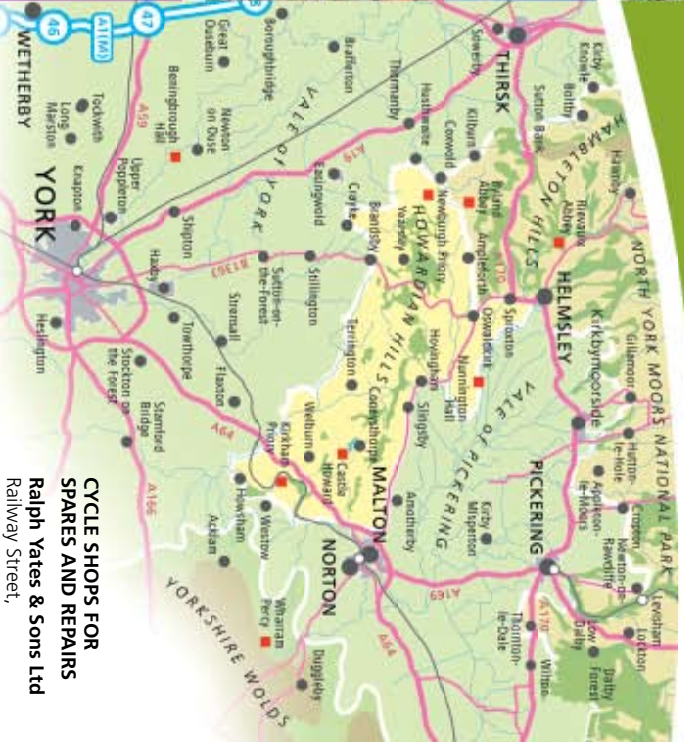 NORTH YORK MOORS NATIONAL PARK
HAMBLETON HILLS
Kirby
Knowle
Boltby
Hawnby
Gillamoor
Hutton-
le-Hole
Cropton
Newton-on
Rawcliffe
Levisham
Lockton
THIRSK
Sowerby
Sutton Bank
Rievaulx
Abbey
HELMSLEY
Kirkbymoorside
Appleton-
le-Moors
PICKERING
Low
Dalby
Dalby
Forest
A170
Thornton-
le-Dale
Wilton
Kilburn
Byland
Abbey
A170
Sproxton
Ampleforth
Oswaldkirk
Nunnington
Hall
VALE OF PICKERING
Kirby
Misperton
A169
Thormanby
Husthwaite
Coxwold
Newburgh Priory
Yearsley
HOWARDIAN HILLS
Hovingham
Slingsby
Amotherby
Brafferton
A19
Easingwold
Crayke
Brandsby
Terrington
Coneysthorpe
Castle
Howard
Welburn
MALTON
NORTON
A64
Boroughbridge
Great
Ouseburn
VALE OF YORK
Newton
on Ouse
Beningbrough
Hall
Stillington
Sutton-on
the-Forest
B1363
Shipton
Haxby
Strensall
Towthorpe
Flaxton
A64
Kirkham
Priory
Howsham
Westow
Acklam
Wharram
Percy
Duggleby
YORKSHIRE WOLDS
47
A1(M)
46
WETHERBY
A59
Tockwith
Long
Marston
Upper
Poppleton
Knapton
YORK
Heslington
Stockton on
the Forest
Stamford
Bridge
A166
CYCLE SHOPS FOR
SPARES AND REPAIRS
Ralph Yates & Sons Ltd
Railway Street,